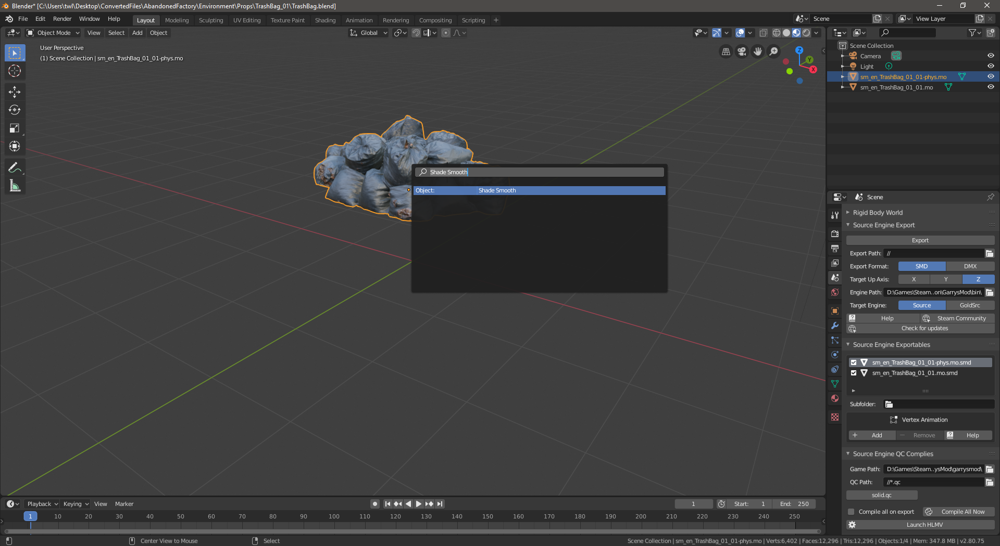 Blender* [C:\Users\twl\Desktop\ConvertedFiles\AbandonedFactory\Environment\Props\TrashBag_01\TrashBag.blend]
File Edit Render Window Help Layout Modeling Sculpting UV Editing Texture Paint Shading Animation Rendering Compositing Scripting + Scene View Layer
Object Mode View Select Add Object Global
User Perspective
(1) Scene Collection | sm_en_TrashBag_01_01-phys.mo
Z
Y
X
Scene Collection
Camera
Light
sm_en_TrashBag_01_01-phys.mo
sm_en_TrashBag_01_01.mo
Shade Smooth
Object: Shade Smooth
Scene
Rigid Body World
Source Engine Export
Export
Export Path: //
Export Format: SMD DMX
Target Up Axis: X Y Z
Engine Path: D:\Games\Steam..on\GarrysMod\bin\
Target Engine: Source GoldSrc
Help Steam Community
Check for updates
Source Engine Exportables
sm_en_TrashBag_01_01-phys.mo.smd
sm_en_TrashBag_01_01.mo.smd
Subfolder:
Vertex Animation
+ Add − Remove Help
Source Engine QC Complies
Game Path: D:\Games\Steam..ysMod\garrysmod\
QC Path: //*.qc
solid.qc
Compile all on export Compile All Now
Launch HLMV
Playback Keying View Marker 1 Start: 1 End: 250
1 10 20 30 40 50 60 70 80 90 100 110 120 130 140 150 160 170 180 190 200 210 220 230 240 250
Center View to Mouse Select Scene Collection | sm_en_TrashBag_01_01-phys.mo | Verts:6,402 | Faces:12,296 | Tris:12,296 | Objects:1/4 | Mem: 347.8 MB | v2.80.75